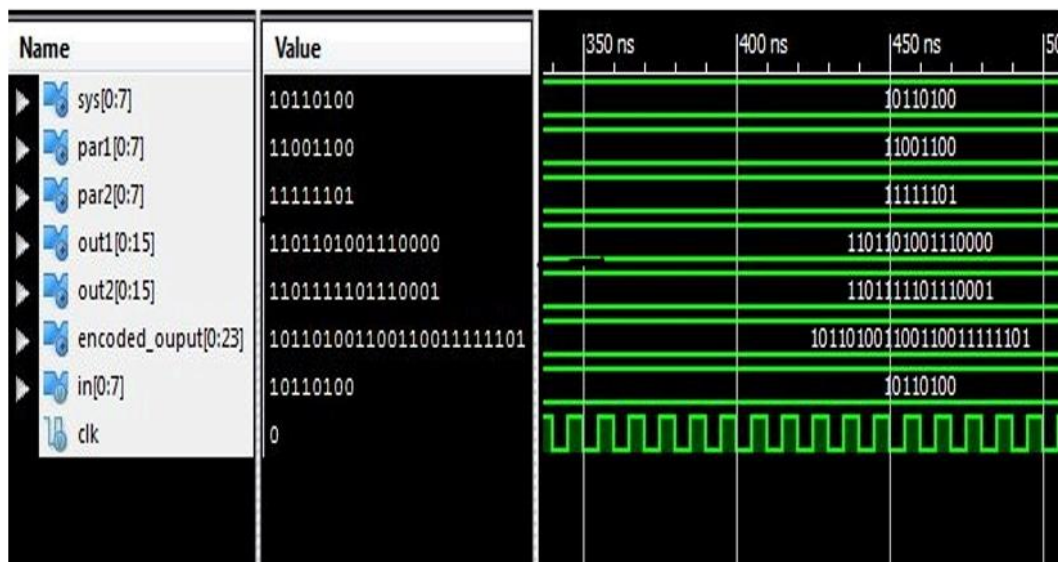 Name Value 350 ns 400 ns 450 ns 50
sys[0:7] 10110100 10110100
par1[0:7] 11001100 11001100
par2[0:7] 11111101 11111101
out1[0:15] 1101101001110000 1101101001110000
out2[0:15] 1101111101110001 1101111101110001
encoded_ouput[0:23] 101101001100110011111101 101101001100110011111101
in[0:7] 10110100 10110100
clk 0